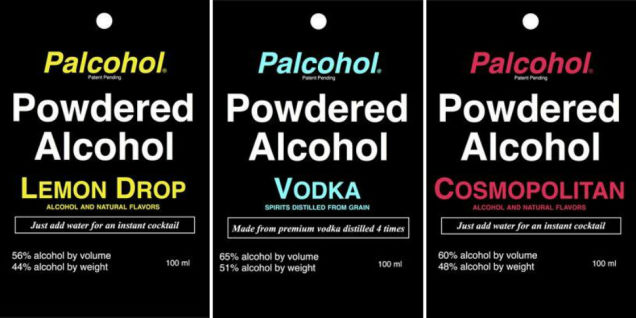 Palcohol®
Patent Pending
Powdered
Alcohol
LEMON DROP
ALCOHOL AND NATURAL FLAVORS
Just add water for an instant cocktail
56% alcohol by volume
44% alcohol by weight
100 ml
Palcohol®
Patent Pending
Powdered
Alcohol
VODKA
SPIRITS DISTILLED FROM GRAIN
Made from premium vodka distilled 4 times
65% alcohol by volume
51% alcohol by weight
100 ml
Palcohol®
Patent Pending
Powdered
Alcohol
COSMOPOLITAN
ALCOHOL AND NATURAL FLAVORS
Just add water for an instant cocktail
60% alcohol by volume
48% alcohol by weight
100 ml